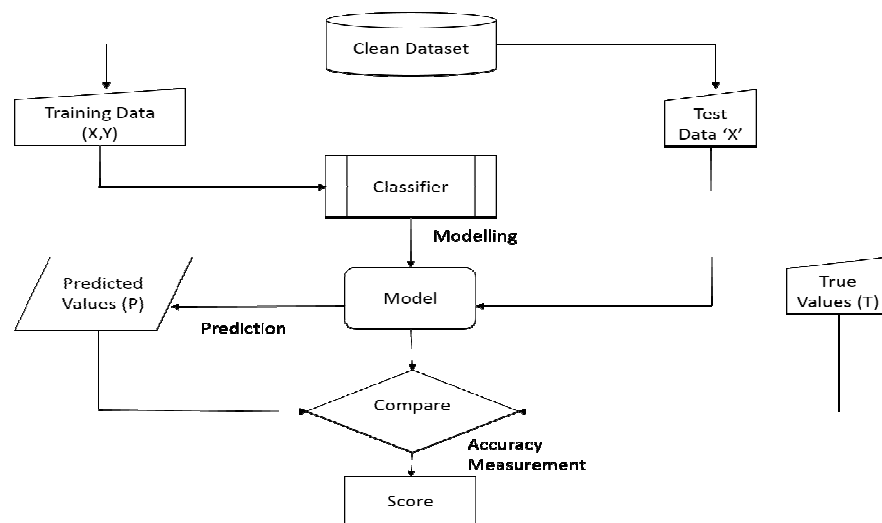 Clean Dataset
Training Data
(X,Y)
Test
Data ‘X’
Classifier
Modelling
Predicted
Values (P)
Model
True
Values (T)
Prediction
Compare
Accuracy
Measurement
Score